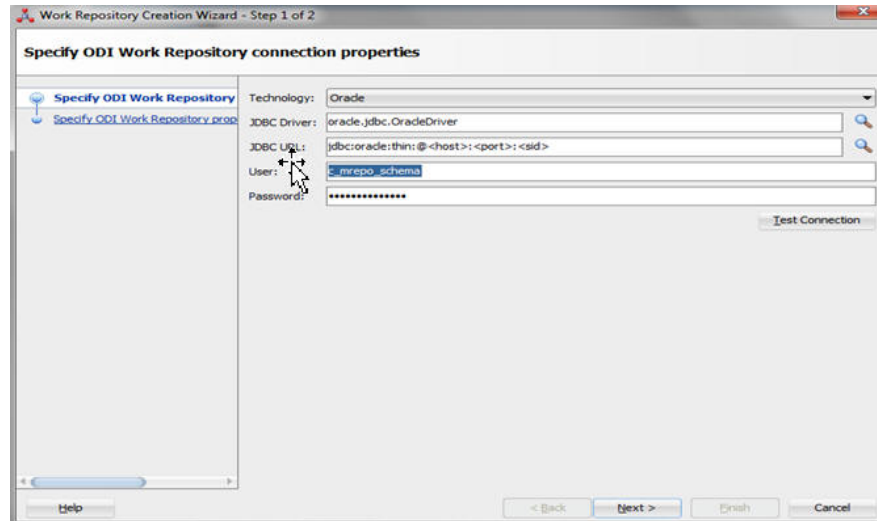 Work Repository Creation Wizard - Step 1 of 2
Specify ODI Work Repository connection properties
Specify ODI Work Repository
Specify ODI Work Repository prop
Technology: Oracle
JDBC Driver: oracle.jdbc.OracleDriver
JDBC URL: jdbc:oracle:thin:@<host>:<port>:<sid>
User: c_mrepo_schema
Password: ••••••••••••••
Test Connection
Help
< Back
Next >
Finish
Cancel